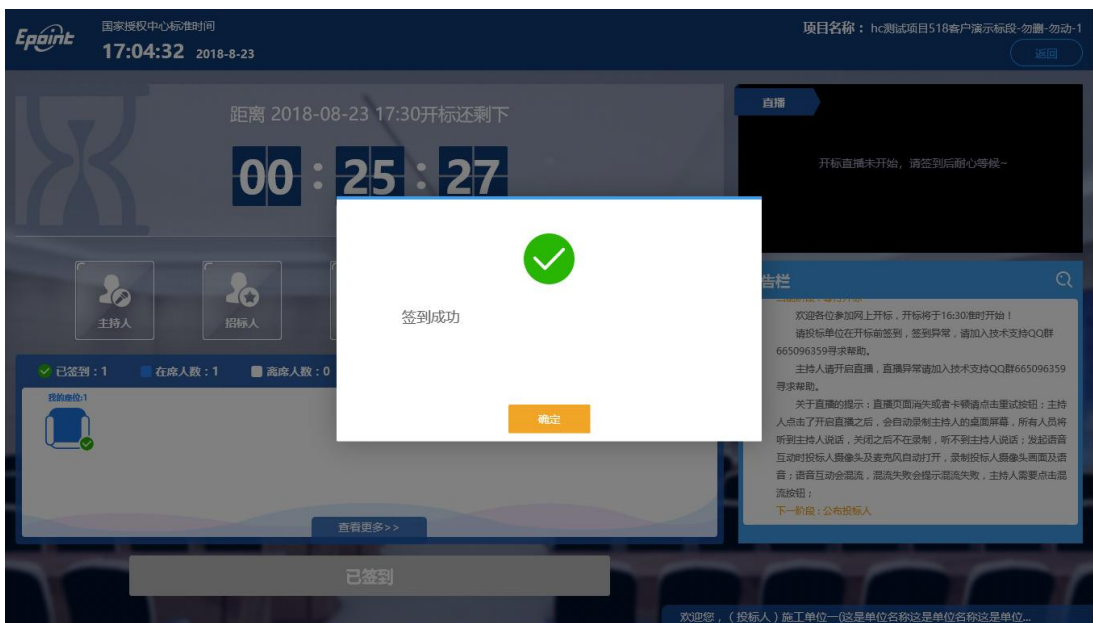 Epoint
国家授权中心标准时间
17:04:32 2018-8-23
项目名称：hc测试项目518客户演示标段-勿删-勿动-1
返回
距离 2018-08-23 17:30开标还剩下
00 : 25 : 27
直播
开标直播未开始，请签到后耐心等候~
主持人
招标人
签到成功
确定
告栏
欢迎各位参加网上开标，开标将于16:30准时开始！
请投标单位在开标前签到，签到异常，请加入技术支持QQ群
665096359寻求帮助。
主持人请开启直播，直播异常请加入技术支持QQ群665096359
寻求帮助。
关于直播的提示：直播页面消失或者卡顿请点击重试按钮；主持
人点击了开启直播之后，会自动录制主持人的桌面屏幕，所有人员将
听到主持人说话，关闭之后不在录制，听不到主持人说话；发起语音
互动时投标人摄像头及麦克风自动打开，录制投标人摄像头画面及语
音；语音互动会混流，混流失败会提示混流失败，主持人需要点击混
流按钮；
下一阶段：公布投标人
已签到：1 在席人数：1 离席人数：0
我的座位:1
查看更多>>
已签到
欢迎您，（投标人）施工单位一(这是单位名称这是单位名称这是单位...